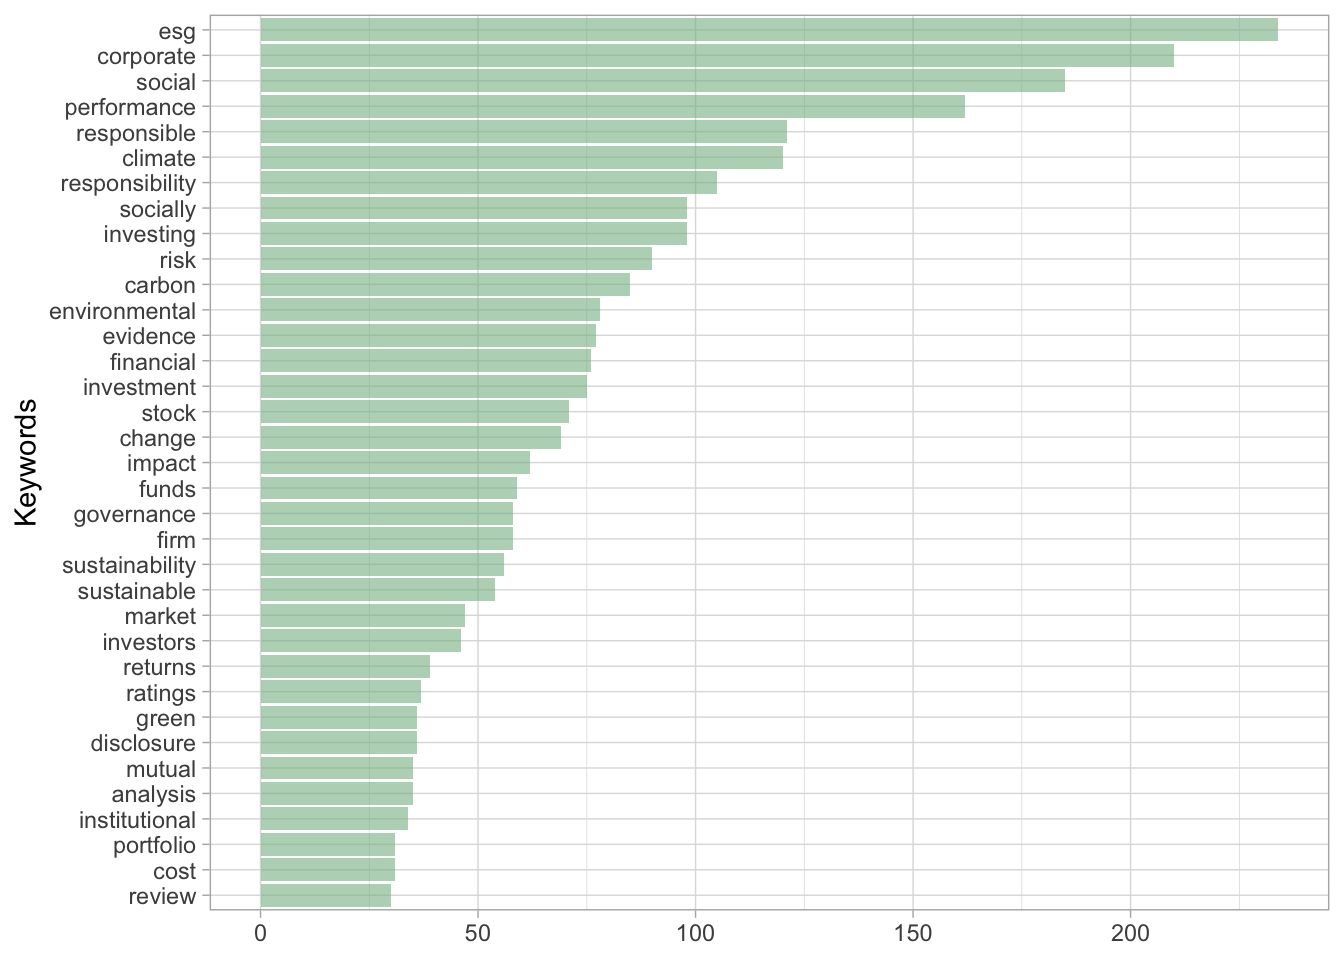 Keywords
esg
corporate
social
performance
responsible
climate
responsibility
socially
investing
risk
carbon
environmental
evidence
financial
investment
stock
change
impact
funds
governance
firm
sustainability
sustainable
market
investors
returns
ratings
green
disclosure
mutual
analysis
institutional
portfolio
cost
review
0 50 100 150 200